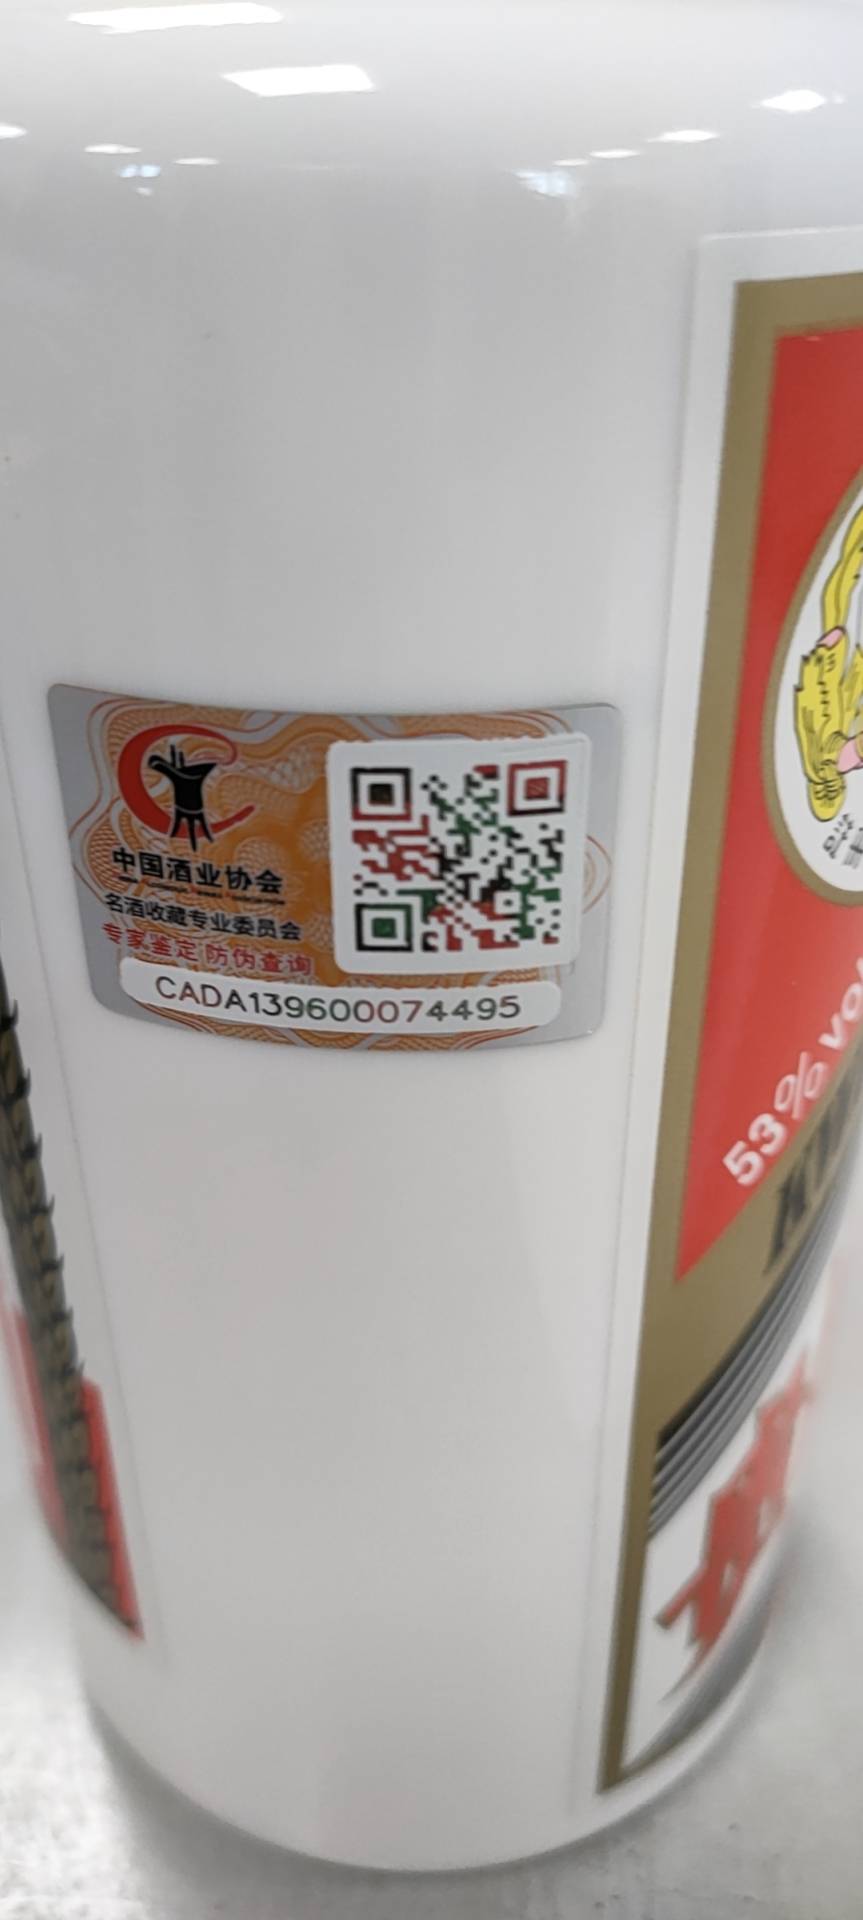 中国酒业协会
名酒收藏专业委员会
专家鉴定 防伪查询
CADA139600074495
53% vol